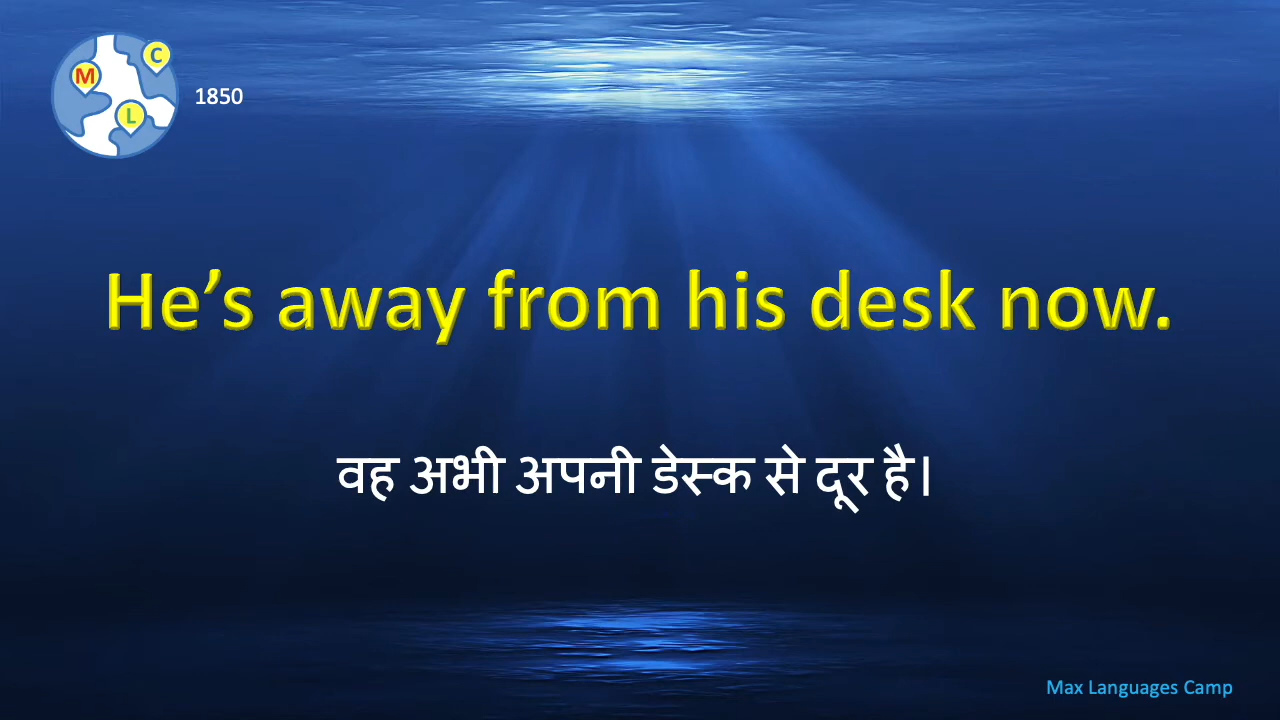 C
M
L
1850
He’s away from his desk now.
वह अभी अपनी डेस्क से दूर है।
Max Languages Camp